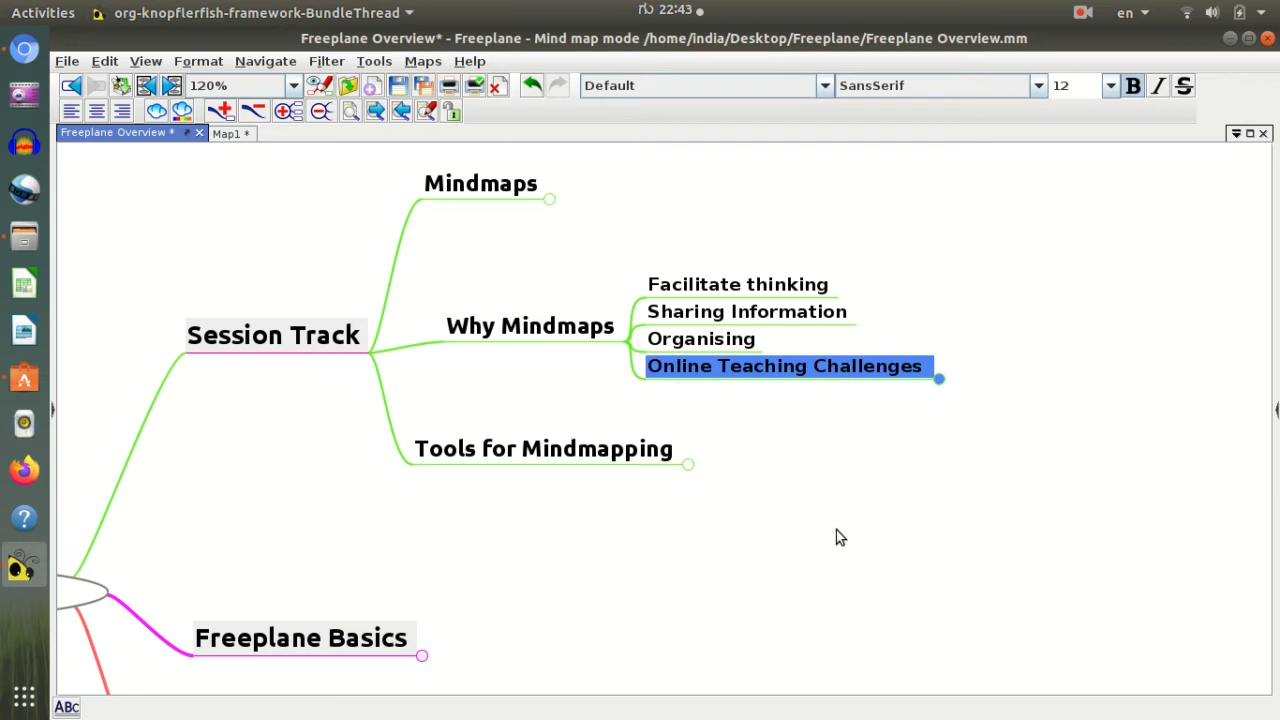 Activities org-knopflerfish-framework-BundleThread 22:43 en
Freeplane Overview* - Freeplane - Mind map mode /home/india/Desktop/Freeplane/Freeplane Overview.mm
File Edit View Format Navigate Filter Tools Maps Help
120% Default SansSerif 12 B I S
Freeplane Overview * Map1 *
Mindmaps
Facilitate thinking
Sharing Information
Why Mindmaps
Session Track
Organising
Online Teaching Challenges
Tools for Mindmapping
Freeplane Basics
ABC